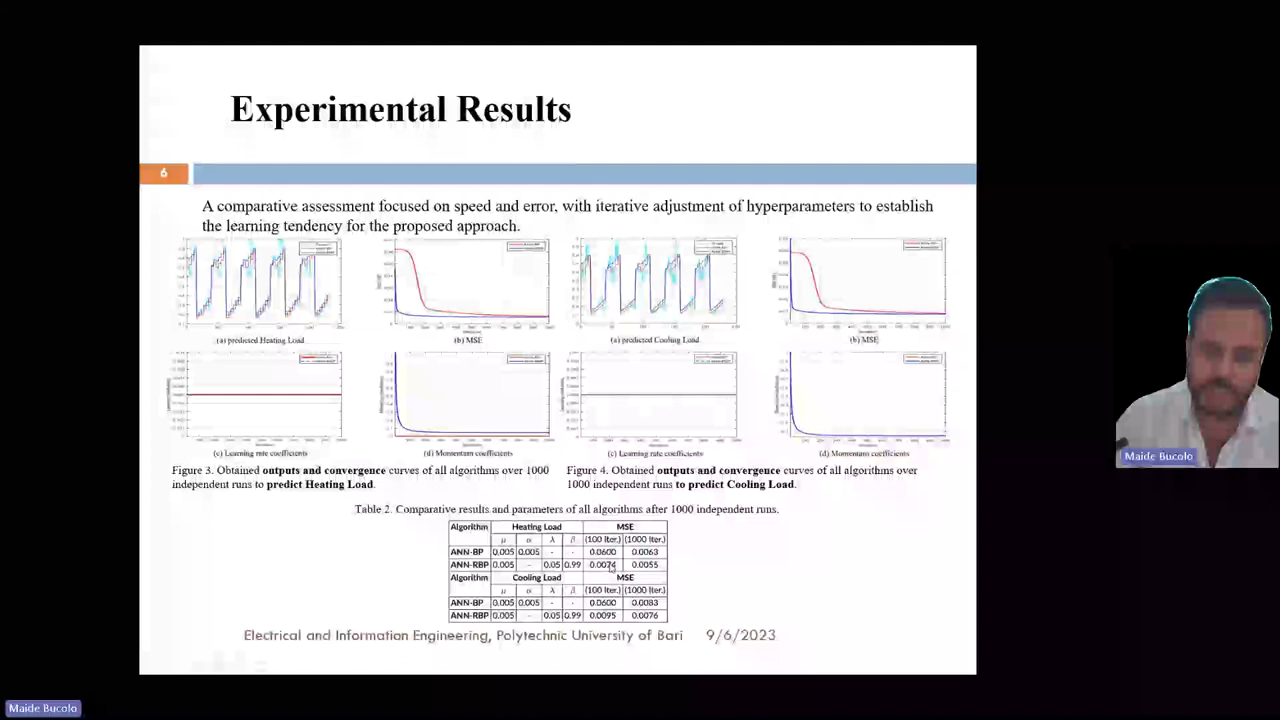 Experimental Results
6
A comparative assessment focused on speed and error, with iterative adjustment of hyperparameters to establish
the learning tendency for the proposed approach.
(a) predicted Heating Load
(b) MSE
(a) predicted Cooling Load
(b) MSE
(c) Learning rate coefficients
(d) Momentum coefficients
(c) Learning rate coefficients
(d) Momentum coefficients
Figure 3. Obtained outputs and convergence curves of all algorithms over 1000
independent runs to predict Heating Load.
Figure 4. Obtained outputs and convergence curves of all algorithms over
1000 independent runs to predict Cooling Load.
Table 2. Comparative results and parameters of all algorithms after 1000 independent runs.
Algorithm Heating Load MSE
μ α λ β (100 Iter.) (1000 Iter.)
ANN-BP 0.005 0.005 - - 0.0600 0.0063
ANN-RBP 0.005 - 0.05 0.99 0.0074 0.0055
Algorithm Cooling Load MSE
μ α λ β (100 Iter.) (1000 Iter.)
ANN-BP 0.005 0.005 - - 0.0600 0.0083
ANN-RBP 0.005 - 0.05 0.99 0.0095 0.0076
Electrical and Information Engineering, Polytechnic University of Bari 9/6/2023
Maide Bucolo
Maide Bucolo